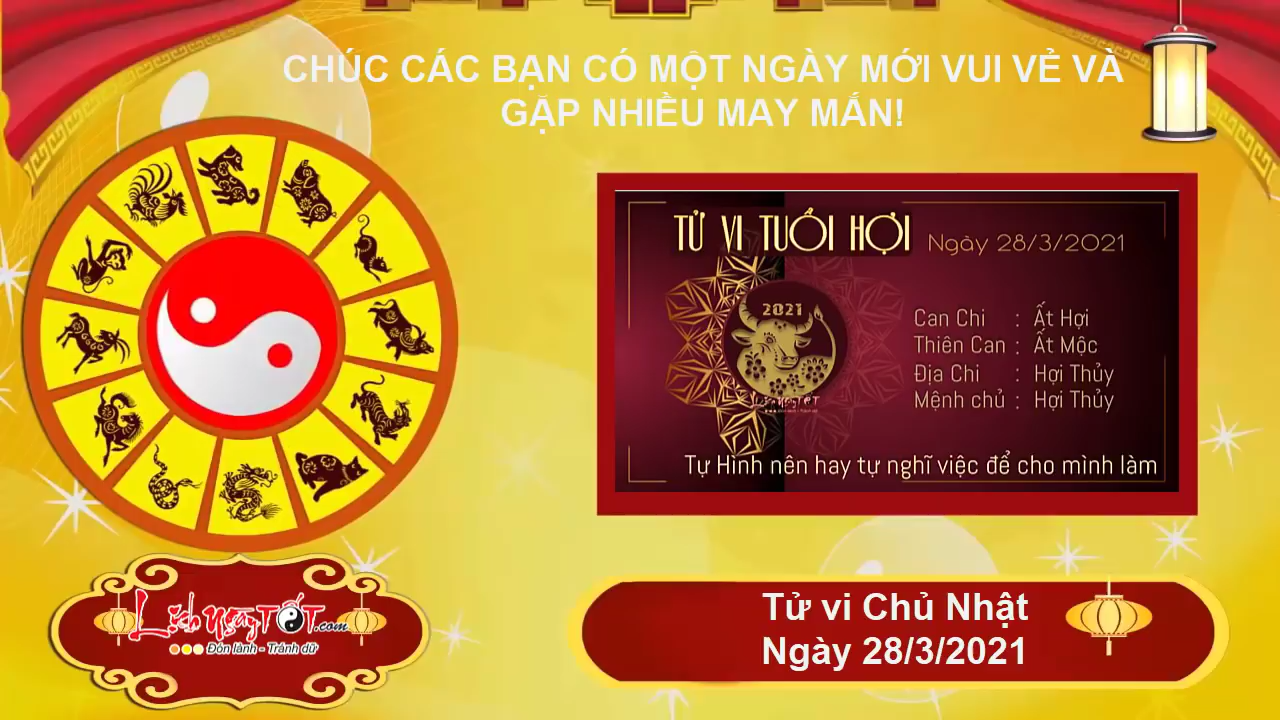 CHÚC CÁC BẠN CÓ MỘT NGÀY MỚI VUI VẺ VÀ
GẶP NHIỀU MAY MẮN!
TỬ VI TUỔI HỢI Ngày 28/3/2021
2021
Can Chi : Ất Hợi
Thiên Can : Ất Mộc
Địa Chi : Hợi Thủy
Mệnh chủ : Hợi Thủy
LịchNgàyTỐT
Tự Hình nên hay tự nghĩ việc để cho mình làm
LịchNgàyTỐT.com
Đón lành - Tránh dữ
Tử vi Chủ Nhật
Ngày 28/3/2021